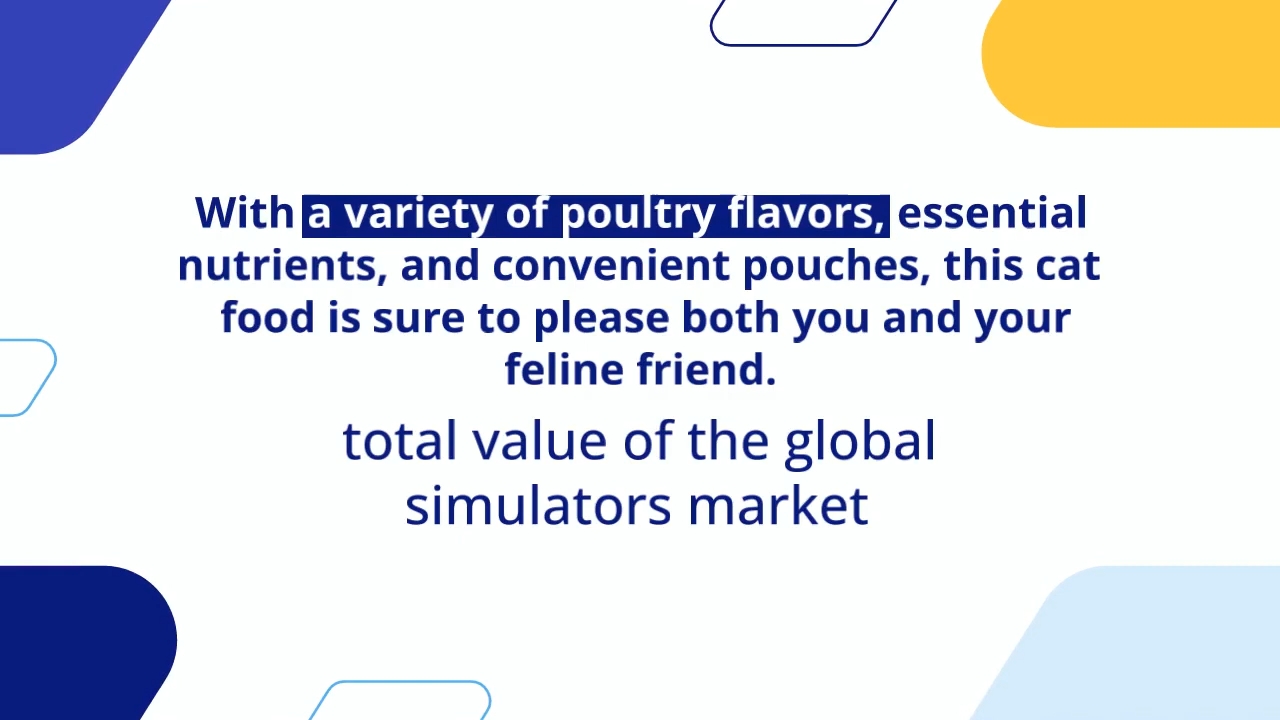 With a variety of poultry flavors, essential
nutrients, and convenient pouches, this cat
food is sure to please both you and your
feline friend.
total value of the global
simulators market